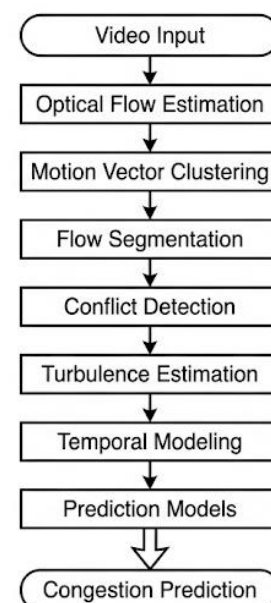 Video Input
Optical Flow Estimation
Motion Vector Clustering
Flow Segmentation
Conflict Detection
Turbulence Estimation
Temporal Modeling
Prediction Models
Congestion Prediction